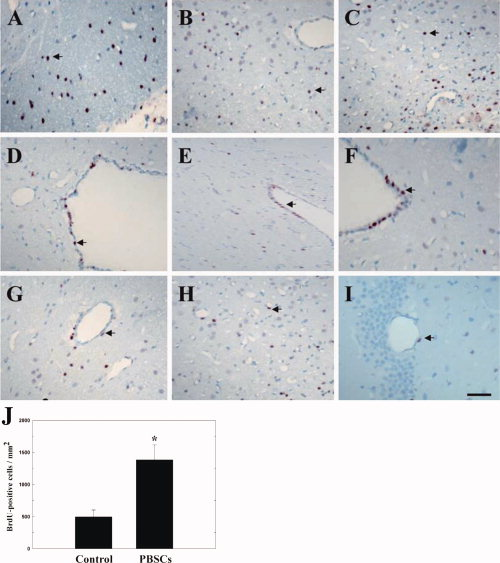 A
B
C
D
E
F
G
H
I
J
BrdU-positive cells / mm²
2000
1500
1000
500
0
*
Control
PBSCs